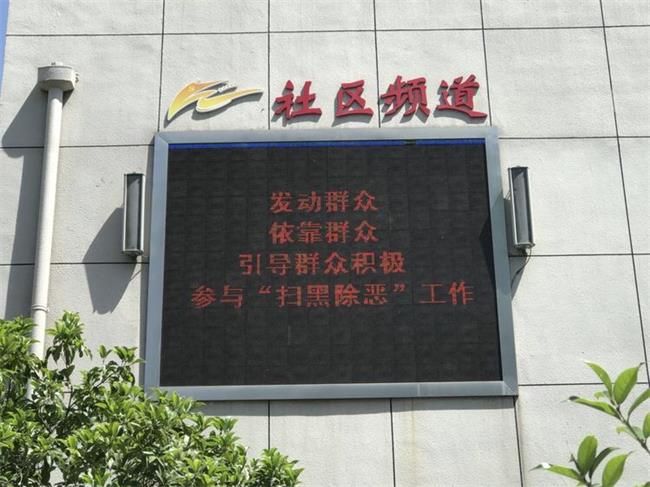 社区频道
发动群众
依靠群众
引导群众积极
参与“扫黑除恶”工作